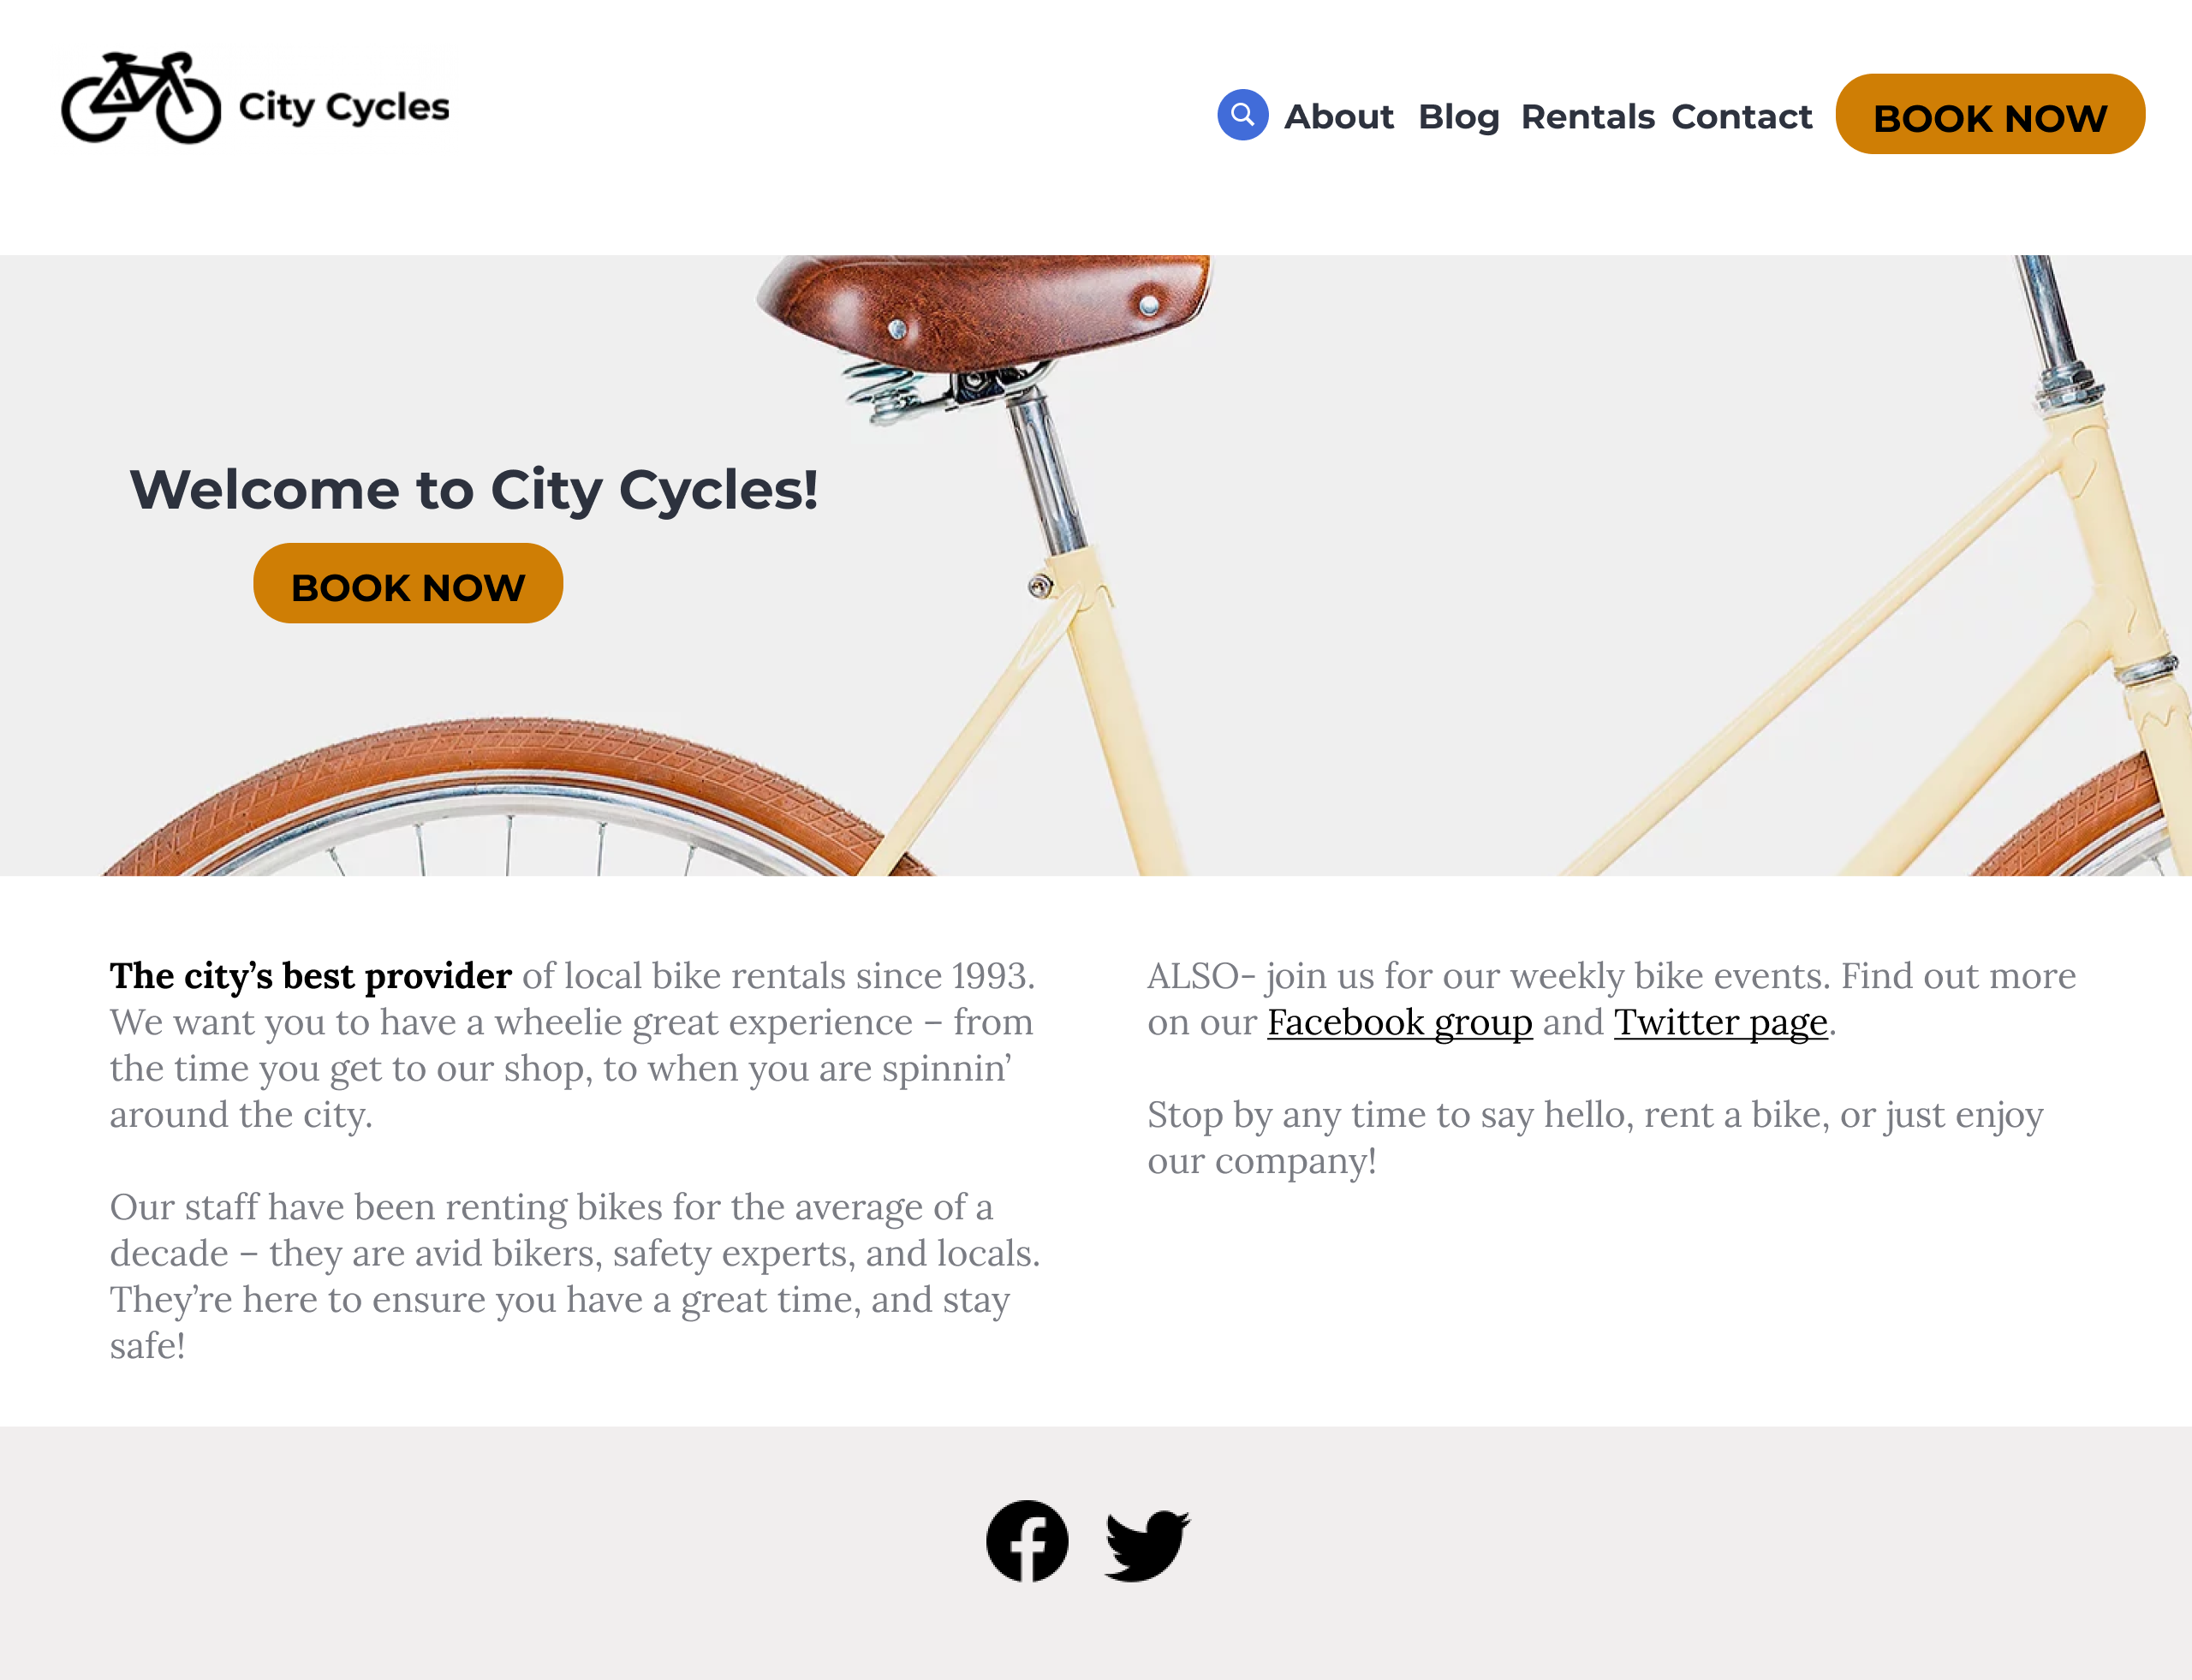 City Cycles
About Blog Rentals Contact BOOK NOW
Welcome to City Cycles!
BOOK NOW
The city’s best provider of local bike rentals since 1993.
We want you to have a wheelie great experience – from
the time you get to our shop, to when you are spinnin’
around the city.
Our staff have been renting bikes for the average of a
decade – they are avid bikers, safety experts, and locals.
They’re here to ensure you have a great time, and stay
safe!
ALSO- join us for our weekly bike events. Find out more
on our Facebook group and Twitter page.
Stop by any time to say hello, rent a bike, or just enjoy
our company!